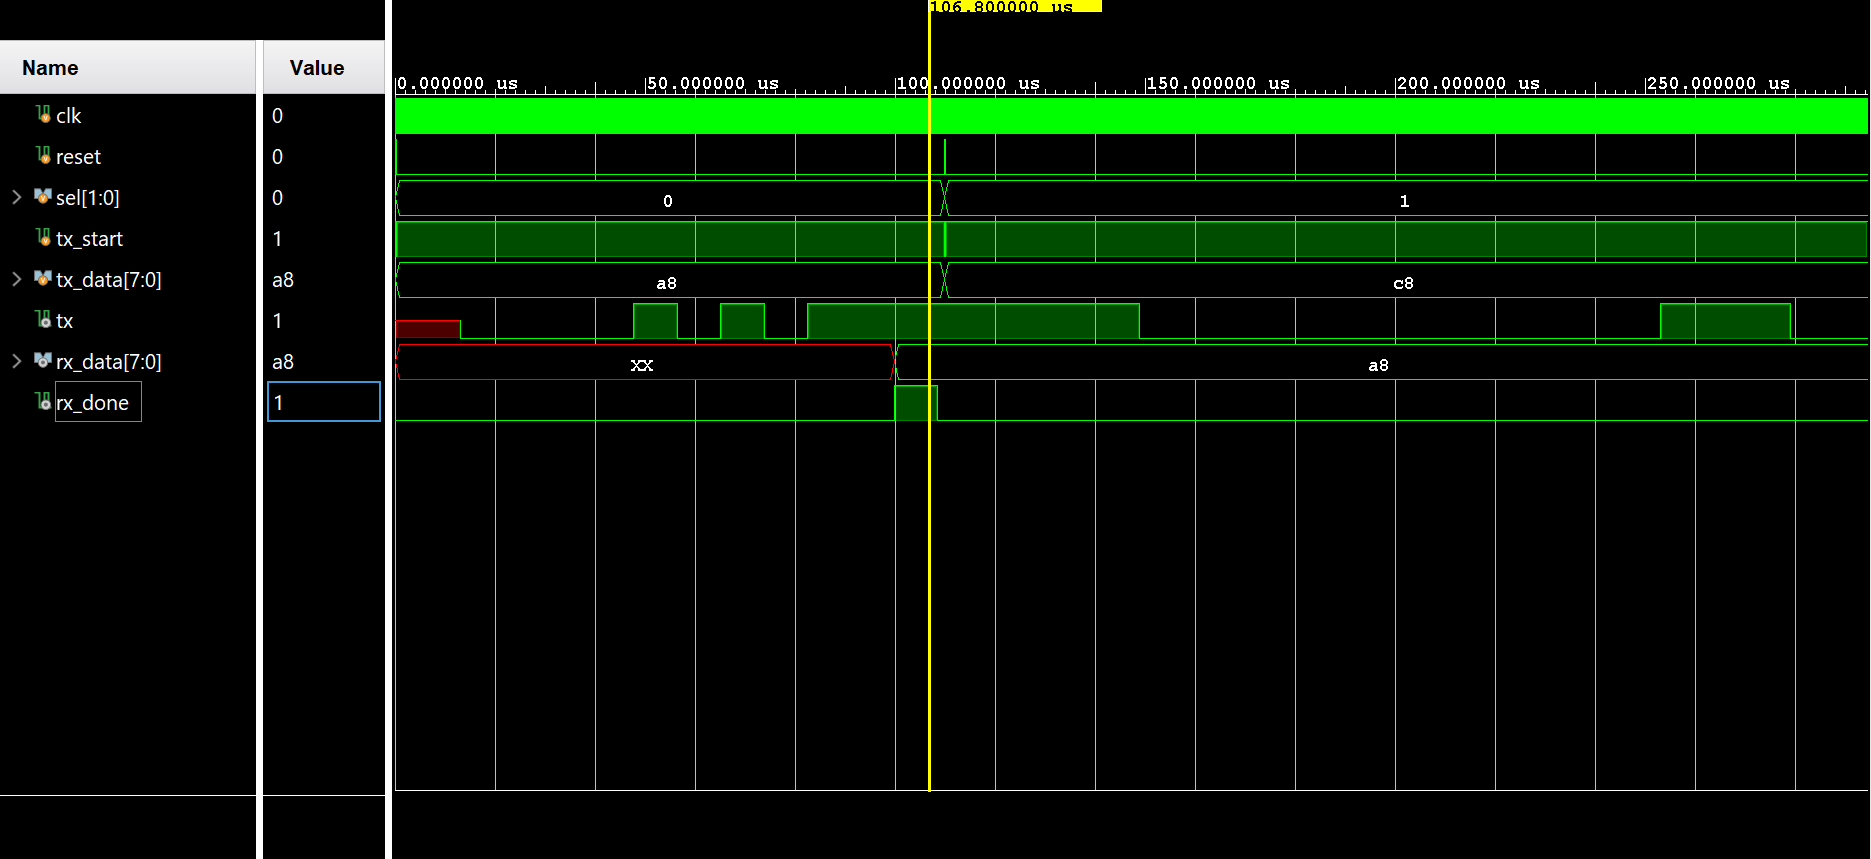 106.800000 us
Name Value
0.000000 us 50.000000 us 100.000000 us 150.000000 us 200.000000 us 250.000000 us
clk 0
reset 0
sel[1:0] 0 0 1
tx_start 1
tx_data[7:0] a8 a8 c8
tx 1
rx_data[7:0] a8 XX a8
rx_done 1